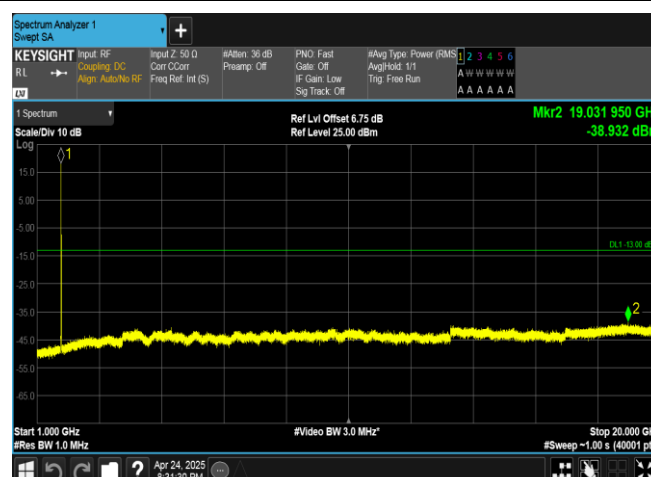 Spectrum Analyzer 1
Swept SA
+
KEYSIGHT
RL
LXI
Input: RF
Coupling: DC
Align: Auto/No RF
Input Z: 50 Ω
Corr CCorr
Freq Ref: Int (S)
#Atten: 36 dB
Preamp: Off
PNO: Fast
Gate: Off
IF Gain: Low
Sig Track: Off
#Avg Type: Power (RMS
Avg|Hold: 1/1
Trig: Free Run
1 2 3 4 5 6
A W W W W W
A A A A A A
1 Spectrum
Scale/Div 10 dB
Log
Ref Lvl Offset 6.75 dB
Ref Level 25.00 dBm
Mkr2 19.031 950 GH
-38.932 dB
1
15.0
5.00
-5.00
-15.0
-25.0
-35.0
-45.0
-55.0
-65.0
DL1 -13.00 d
2
Start 1.000 GHz
#Res BW 1.0 MHz
#Video BW 3.0 MHz*
Stop 20.000 G
#Sweep ~1.00 s (40001 pt
?
Apr 24, 2025